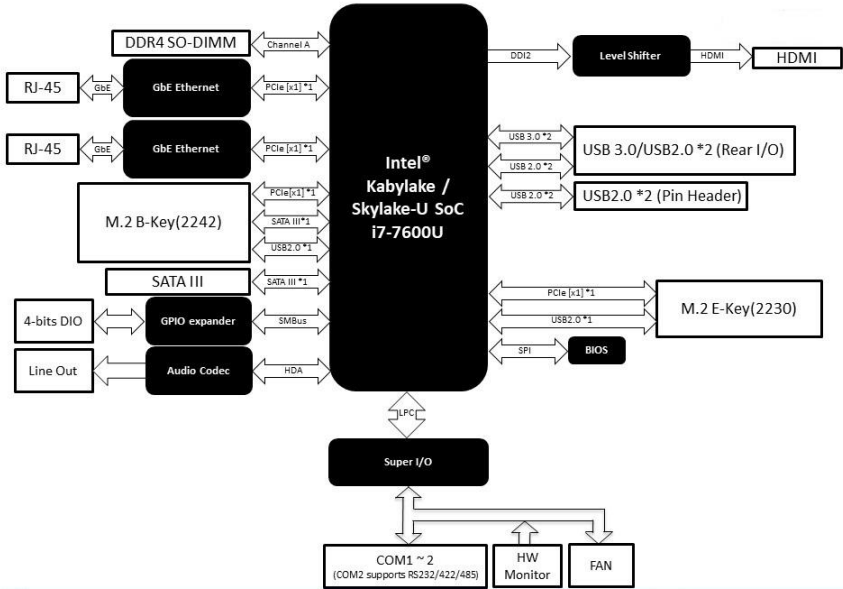 DDR4 SO-DIMM
Channel A
DDI2
Level Shifter
HDMI
HDMI
RJ-45
GbE
GbE Ethernet
PCIe [x1] *1
RJ-45
GbE
GbE Ethernet
PCIe [x1] *1
Intel®
Kabylake /
Skylake-U SoC
i7-7600U
USB 3.0 *2
USB 2.0 *2
USB 3.0/USB2.0 *2 (Rear I/O)
USB 2.0 *2
USB2.0 *2 (Pin Header)
M.2 B-Key(2242)
PCIe[x1] *1
SATA III*1
USB2.0 *1
SATA III
SATA III *1
PCIe [x1] *1
USB2.0 *1
M.2 E-Key(2230)
4-bits DIO
GPIO expander
SMBus
SPI
BIOS
Line Out
Audio Codec
HDA
LPC
Super I/O
COM1 ~ 2
(COM2 supports RS232/422/485)
HW
Monitor
FAN